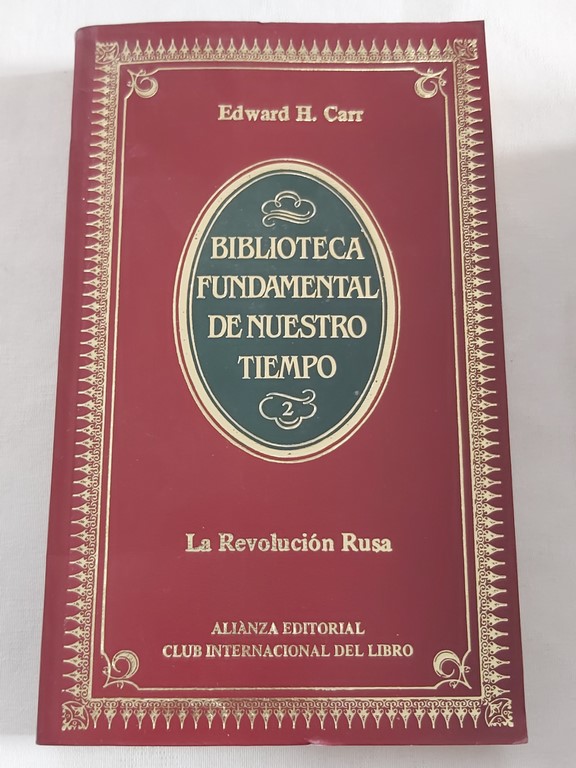 Edward H. Carr
BIBLIOTECA
FUNDAMENTAL
DE NUESTRO
TIEMPO
2
La Revolución Rusa
ALIANZA EDITORIAL
CLUB INTERNACIONAL DEL LIBRO